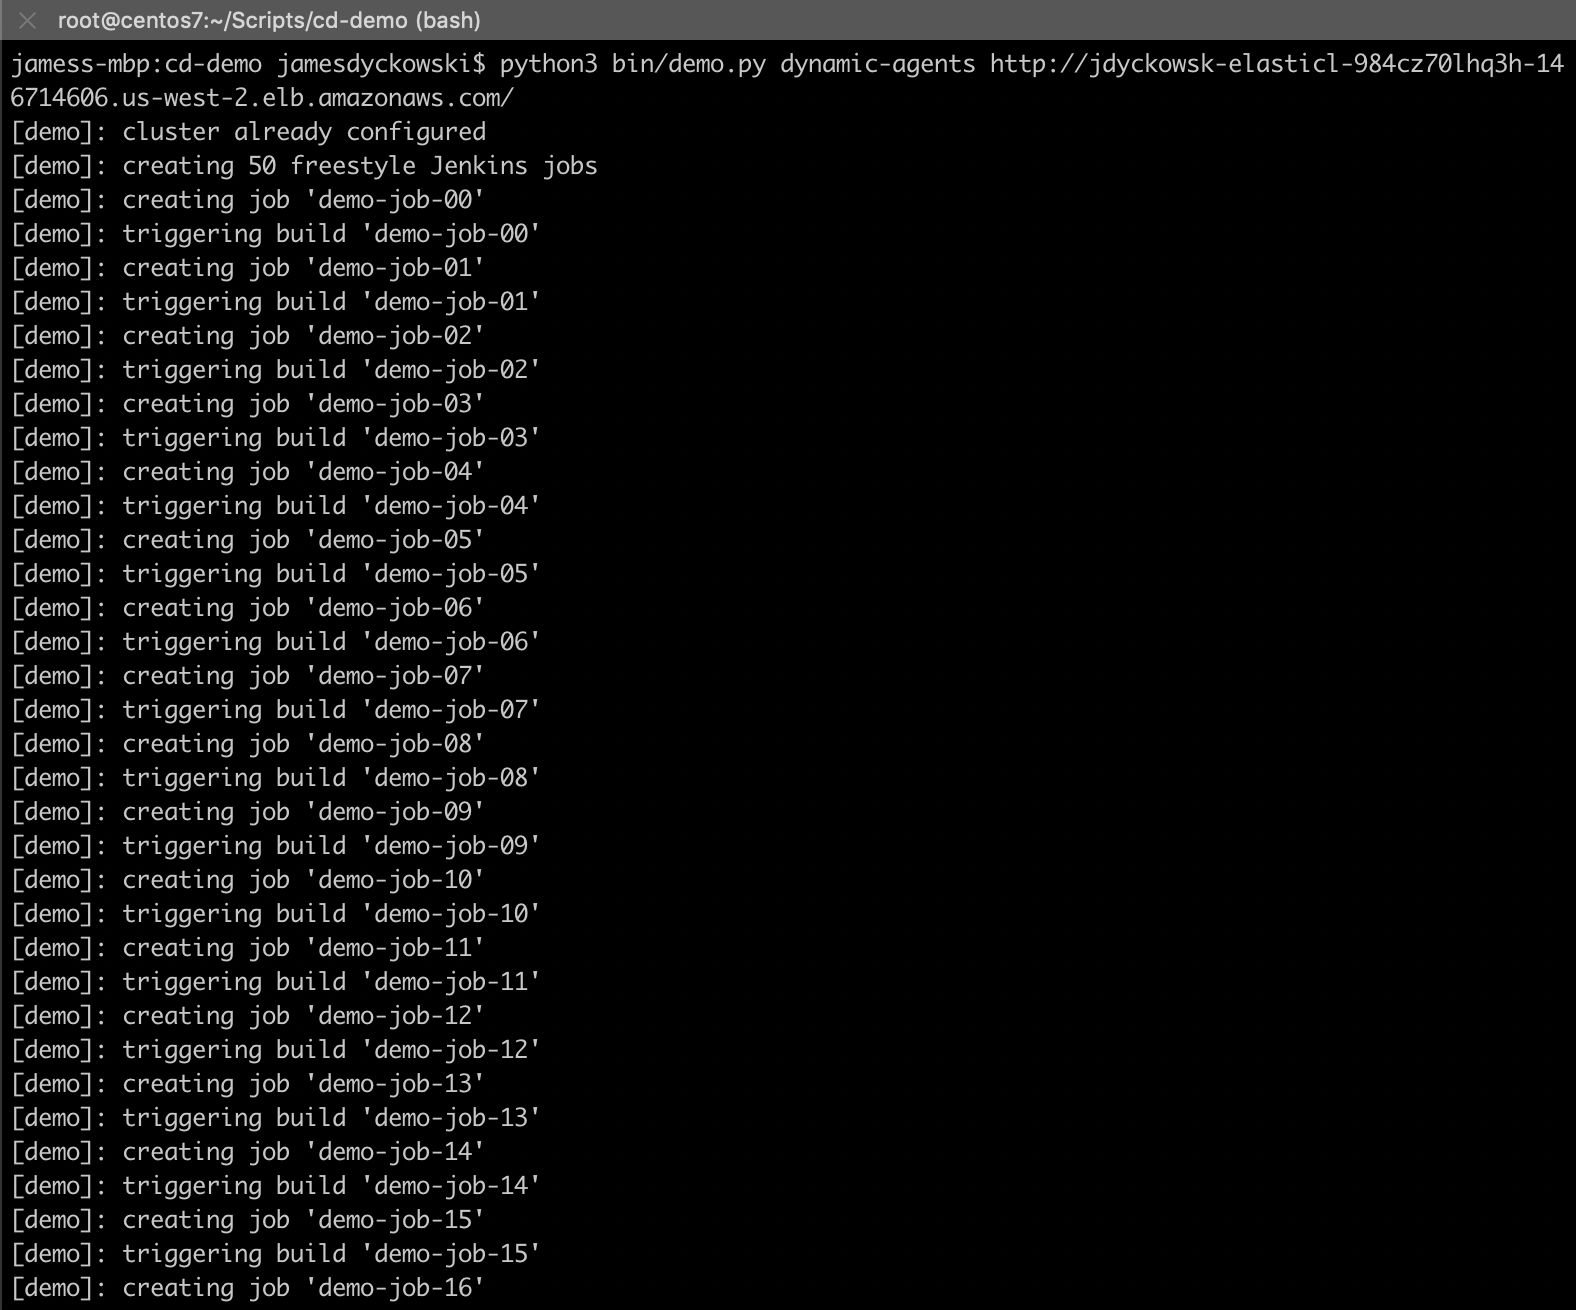 root@centos7:~/Scripts/cd-demo (bash)
jamess-mbp:cd-demo jamesdyckowski$ python3 bin/demo.py dynamic-agents http://jdyckowsk-elasticl-984cz70lhq3h-14
6714606.us-west-2.elb.amazonaws.com/
[demo]: cluster already configured
[demo]: creating 50 freestyle Jenkins jobs
[demo]: creating job 'demo-job-00'
[demo]: triggering build 'demo-job-00'
[demo]: creating job 'demo-job-01'
[demo]: triggering build 'demo-job-01'
[demo]: creating job 'demo-job-02'
[demo]: triggering build 'demo-job-02'
[demo]: creating job 'demo-job-03'
[demo]: triggering build 'demo-job-03'
[demo]: creating job 'demo-job-04'
[demo]: triggering build 'demo-job-04'
[demo]: creating job 'demo-job-05'
[demo]: triggering build 'demo-job-05'
[demo]: creating job 'demo-job-06'
[demo]: triggering build 'demo-job-06'
[demo]: creating job 'demo-job-07'
[demo]: triggering build 'demo-job-07'
[demo]: creating job 'demo-job-08'
[demo]: triggering build 'demo-job-08'
[demo]: creating job 'demo-job-09'
[demo]: triggering build 'demo-job-09'
[demo]: creating job 'demo-job-10'
[demo]: triggering build 'demo-job-10'
[demo]: creating job 'demo-job-11'
[demo]: triggering build 'demo-job-11'
[demo]: creating job 'demo-job-12'
[demo]: triggering build 'demo-job-12'
[demo]: creating job 'demo-job-13'
[demo]: triggering build 'demo-job-13'
[demo]: creating job 'demo-job-14'
[demo]: triggering build 'demo-job-14'
[demo]: creating job 'demo-job-15'
[demo]: triggering build 'demo-job-15'
[demo]: creating job 'demo-job-16'